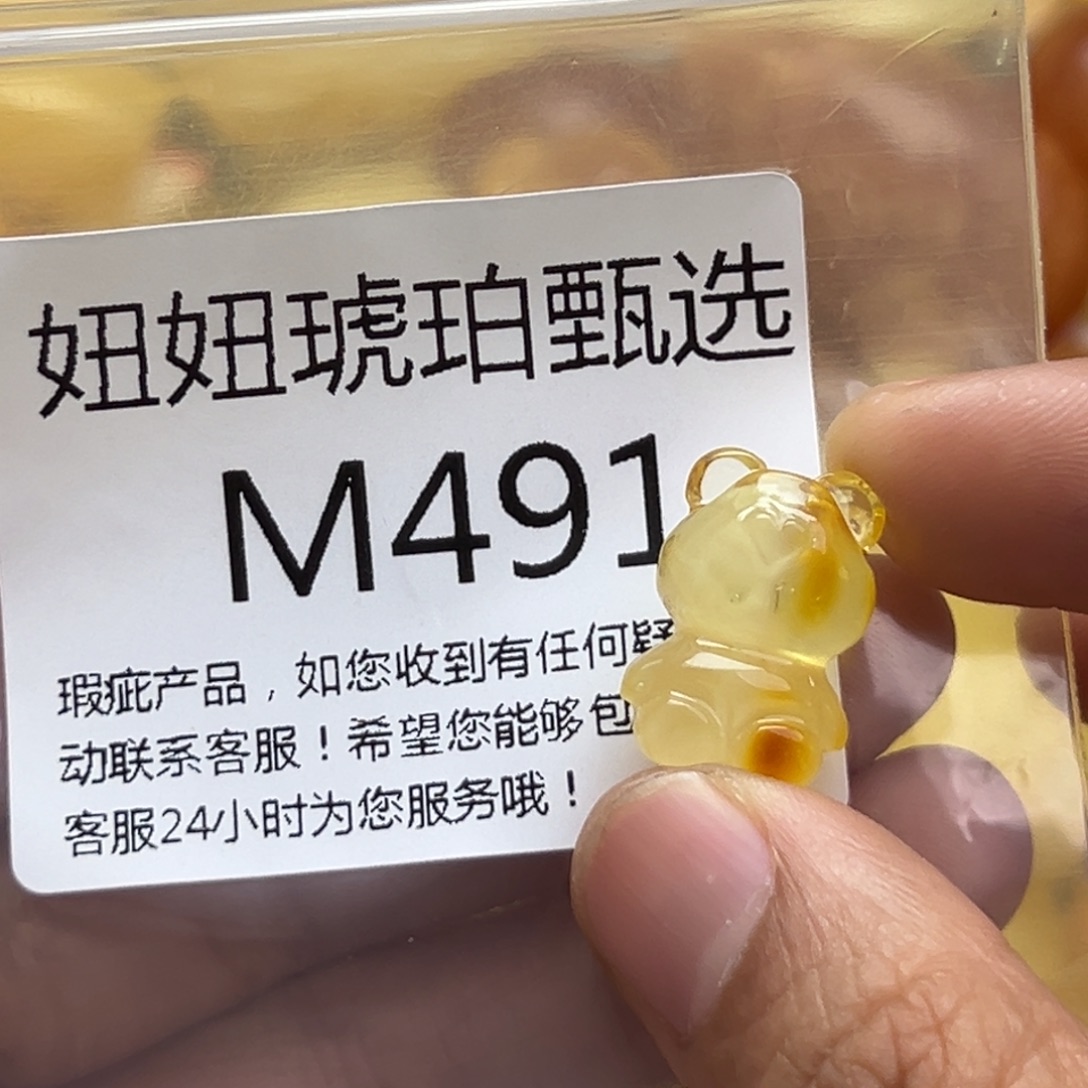 妞妞琥珀甄选
M491
瑕疵产品，如您收到有任何疑
动联系客服！希望您能够包
客服24小时为您服务哦！